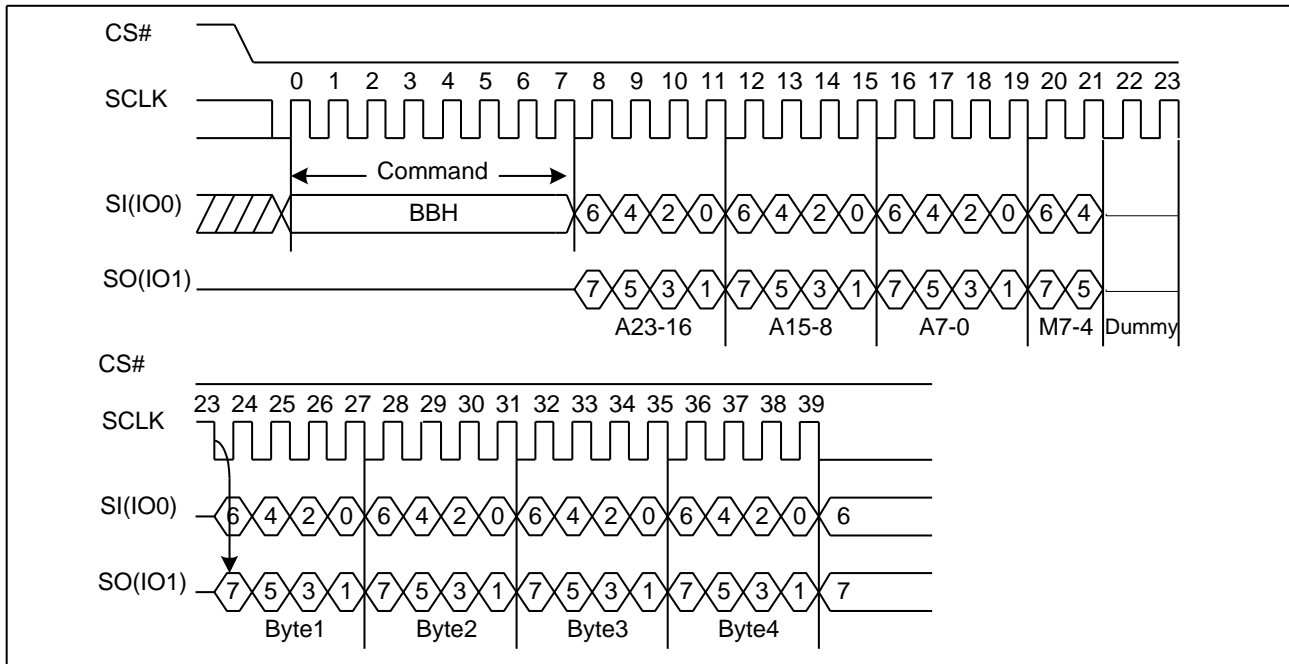 CS#
0 1 2 3 4 5 6 7 8 9 10 11 12 13 14 15 16 17 18 19 20 21 22 23
SCLK
Command
SI(IO0) BBH 6 4 2 0 6 4 2 0 6 4 2 0 6 4
SO(IO1) 7 5 3 1 7 5 3 1 7 5 3 1 7 5
A23-16 A15-8 A7-0 M7-4 Dummy
CS#
23 24 25 26 27 28 29 30 31 32 33 34 35 36 37 38 39
SCLK
SI(IO0) 6 4 2 0 6 4 2 0 6 4 2 0 6 4 2 0 6
SO(IO1) 7 5 3 1 7 5 3 1 7 5 3 1 7 5 3 1 7
Byte1 Byte2 Byte3 Byte4